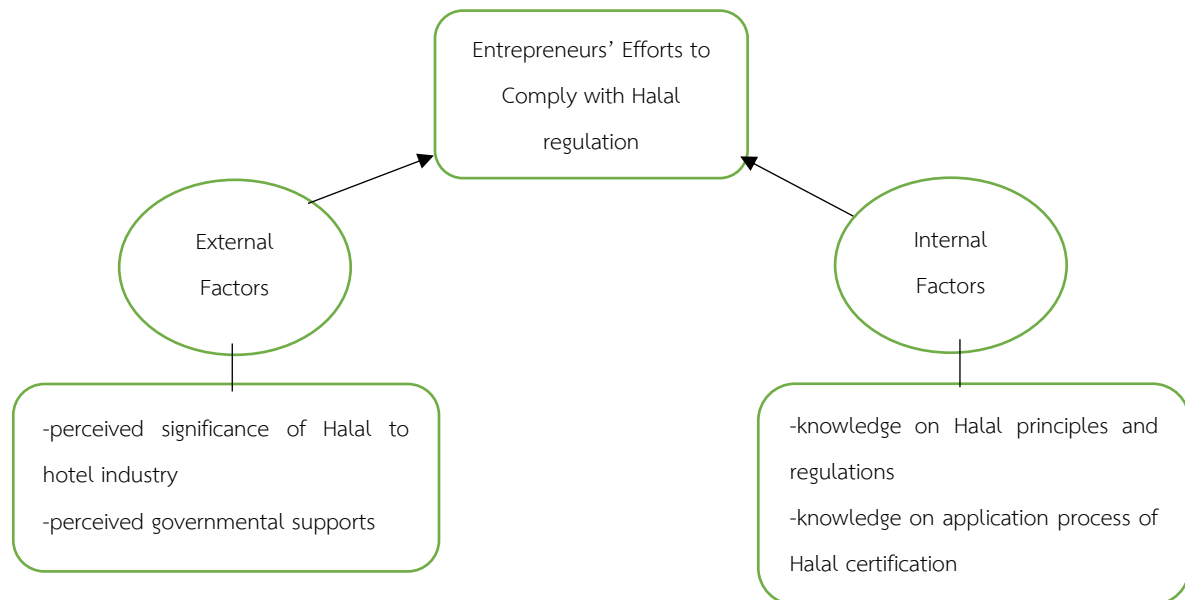 Entrepreneurs’ Efforts to
Comply with Halal
regulation
External
Factors
Internal
Factors
-perceived significance of Halal to
hotel industry
-perceived governmental supports
-knowledge on Halal principles and
regulations
-knowledge on application process of
Halal certification